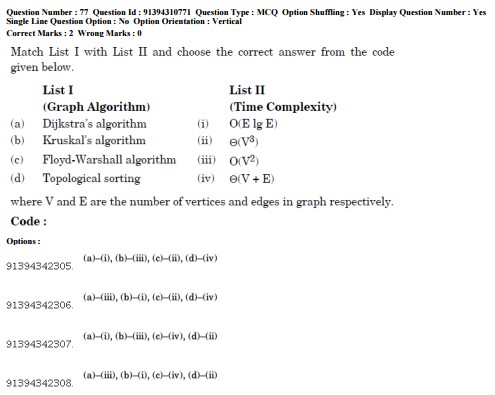 Question Number : 77 Question Id : 91394310771 Question Type : MCQ Option Shuffling : Yes Display Question Number : Yes
Single Line Question Option : No Option Orientation : Vertical
Correct Marks : 2 Wrong Marks : 0
Match List I with List II and choose the correct answer from the code
given below.
List I List II
(Graph Algorithm) (Time Complexity)
(a) Dijkstra's algorithm (i) O(E lg E)
(b) Kruskal's algorithm (ii) Θ(V³)
(c) Floyd-Warshall algorithm (iii) O(V²)
(d) Topological sorting (iv) Θ(V + E)
where V and E are the number of vertices and edges in graph respectively.
Code :
Options :
91394342305. (a)–(i), (b)–(iii), (c)–(ii), (d)–(iv)
91394342306. (a)–(iii), (b)–(i), (c)–(ii), (d)–(iv)
91394342307. (a)–(i), (b)–(iii), (c)–(iv), (d)–(ii)
91394342308. (a)–(iii), (b)–(i), (c)–(iv), (d)–(ii)